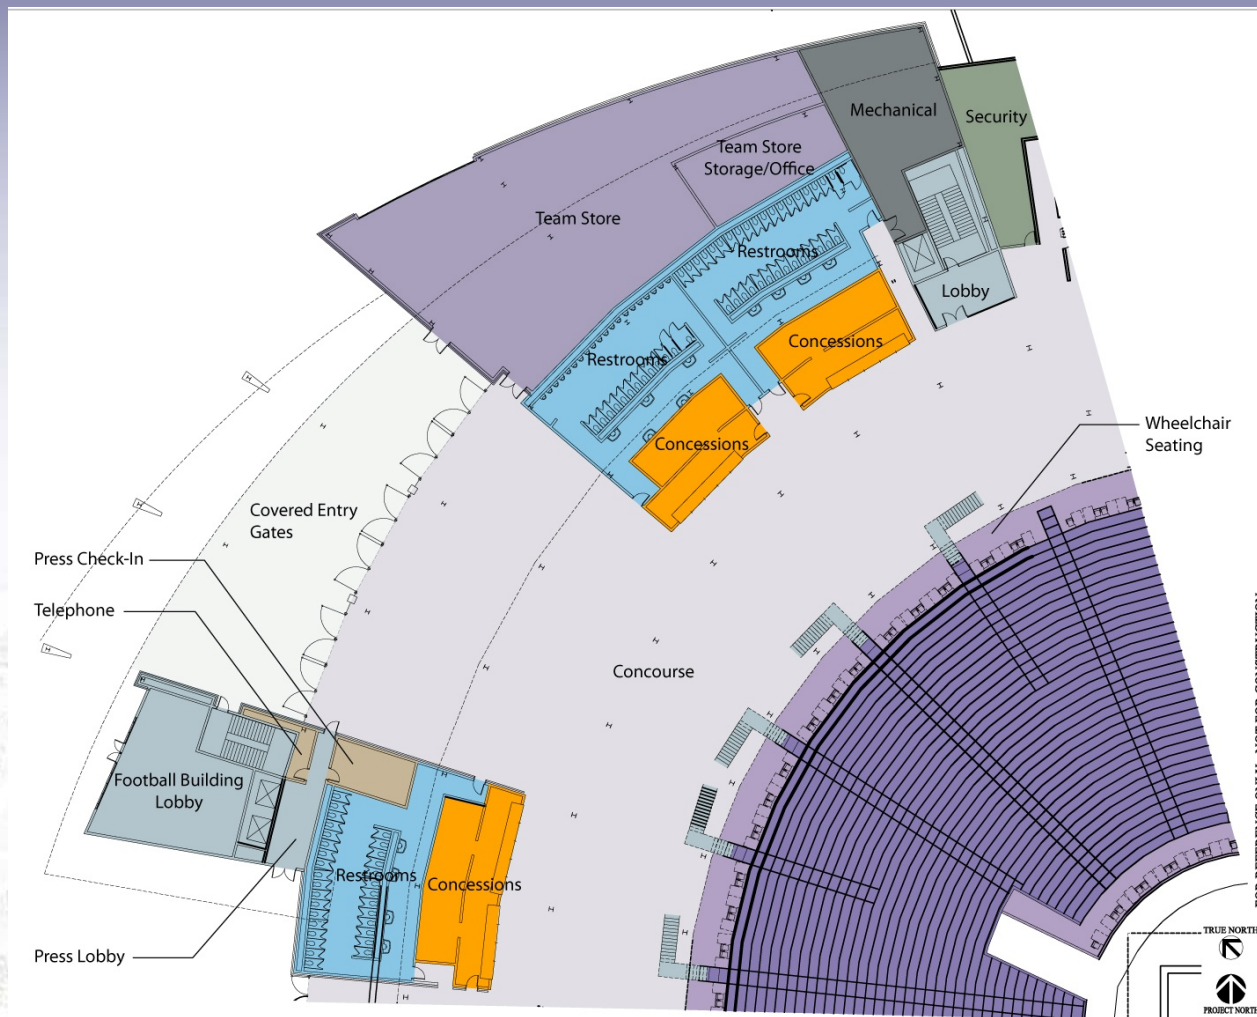 Mechanical
Security
Team Store
Storage/Office
Team Store
Restrooms
Lobby
Concessions
Restrooms
Wheelchair
Seating
Concessions
Covered Entry
Gates
Press Check-In
Telephone
Concourse
Football Building
Lobby
Restrooms
Concessions
TRUE NORTH
Press Lobby
PROJECT NORTH